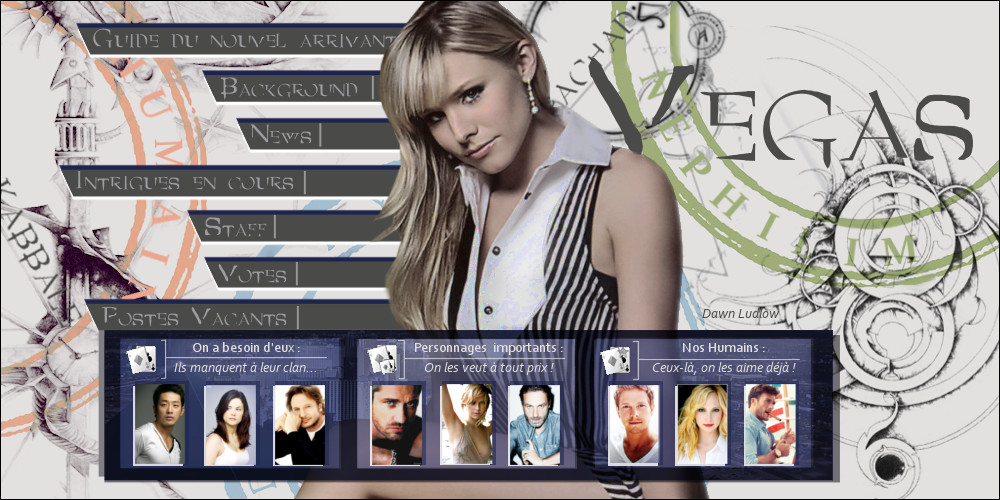 Guide du nouvel arrivant
Background |
News |
Intrigues en cours |
Staff |
Votes |
Postes Vacants |
Vegas
Zephirim
Dawn Ludlow
On a besoin d'eux :
Ils manquent à leur clan...
Personnages importants :
On les veut à tout prix !
Nos Humains :
Ceux-là, on les aime déjà !